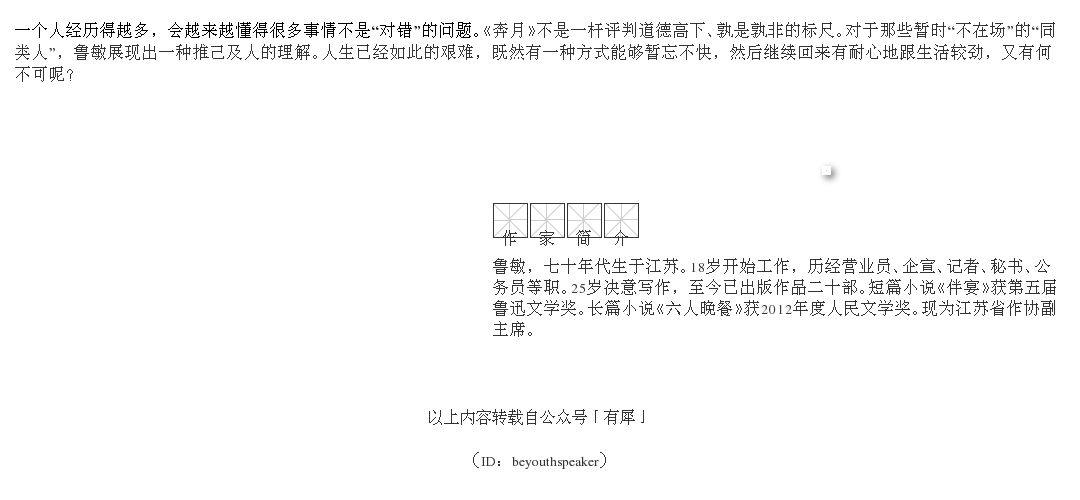 一个人经历得越多，会越来越懂得很多事情不是“对错”的问题。《奔月》不是一杆评判道德高下、孰是孰非的标尺。对于那些暂时“不在场”的“同
类人”，鲁敏展现出一种推己及人的理解。人生已经如此的艰难，既然有一种方式能够暂忘不快，然后继续回来有耐心地跟生活较劲，又有何
不可呢？
作家简介
鲁敏，七十年代生于江苏。18岁开始工作，历经营业员、企宣、记者、秘书、公
务员等职。25岁决意写作，至今已出版作品二十部。短篇小说《伴宴》获第五届
鲁迅文学奖。长篇小说《六人晚餐》获2012年度人民文学奖。现为江苏省作协副
主席。
以上内容转载自公众号「有犀」
（ID：beyouthspeaker）